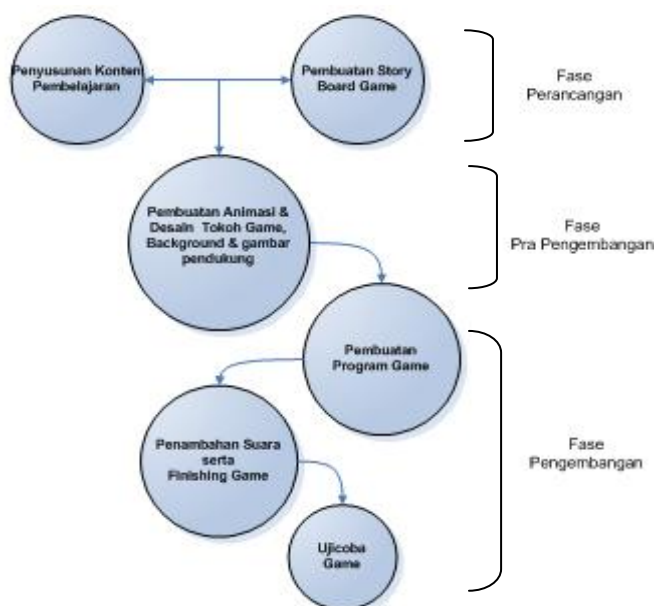 Penyusunan Konten
Pembelajaran
Pembuatan Story
Board Game
Fase
Perancangan
Pembuatan Animasi &
Desain Tokoh Game,
Background & gambar
pendukung
Fase
Pra Pengembangan
Pembuatan
Program Game
Penambahan Suara
serta
Finishing Game
Fase
Pengembangan
Ujicoba
Game